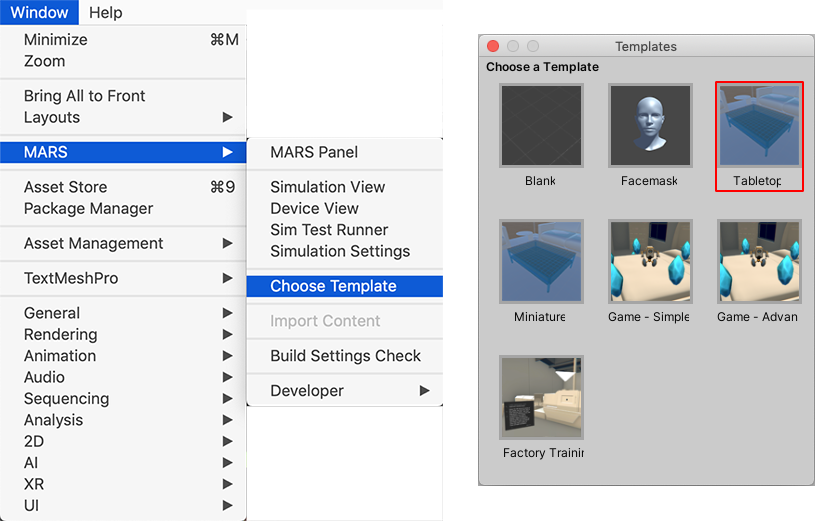 Window Help
Minimize ⌘M
Zoom
Bring All to Front
Layouts
MARS
Asset Store ⌘9
Package Manager
Asset Management
TextMeshPro
General
Rendering
Animation
Audio
Sequencing
Analysis
2D
AI
XR
UI
MARS Panel
Simulation View
Device View
Sim Test Runner
Simulation Settings
Choose Template
Import Content
Build Settings Check
Developer
Templates
Choose a Template
Blank Facemask Tabletop
Miniature Game - Simple Game - Advan
Factory Trainin